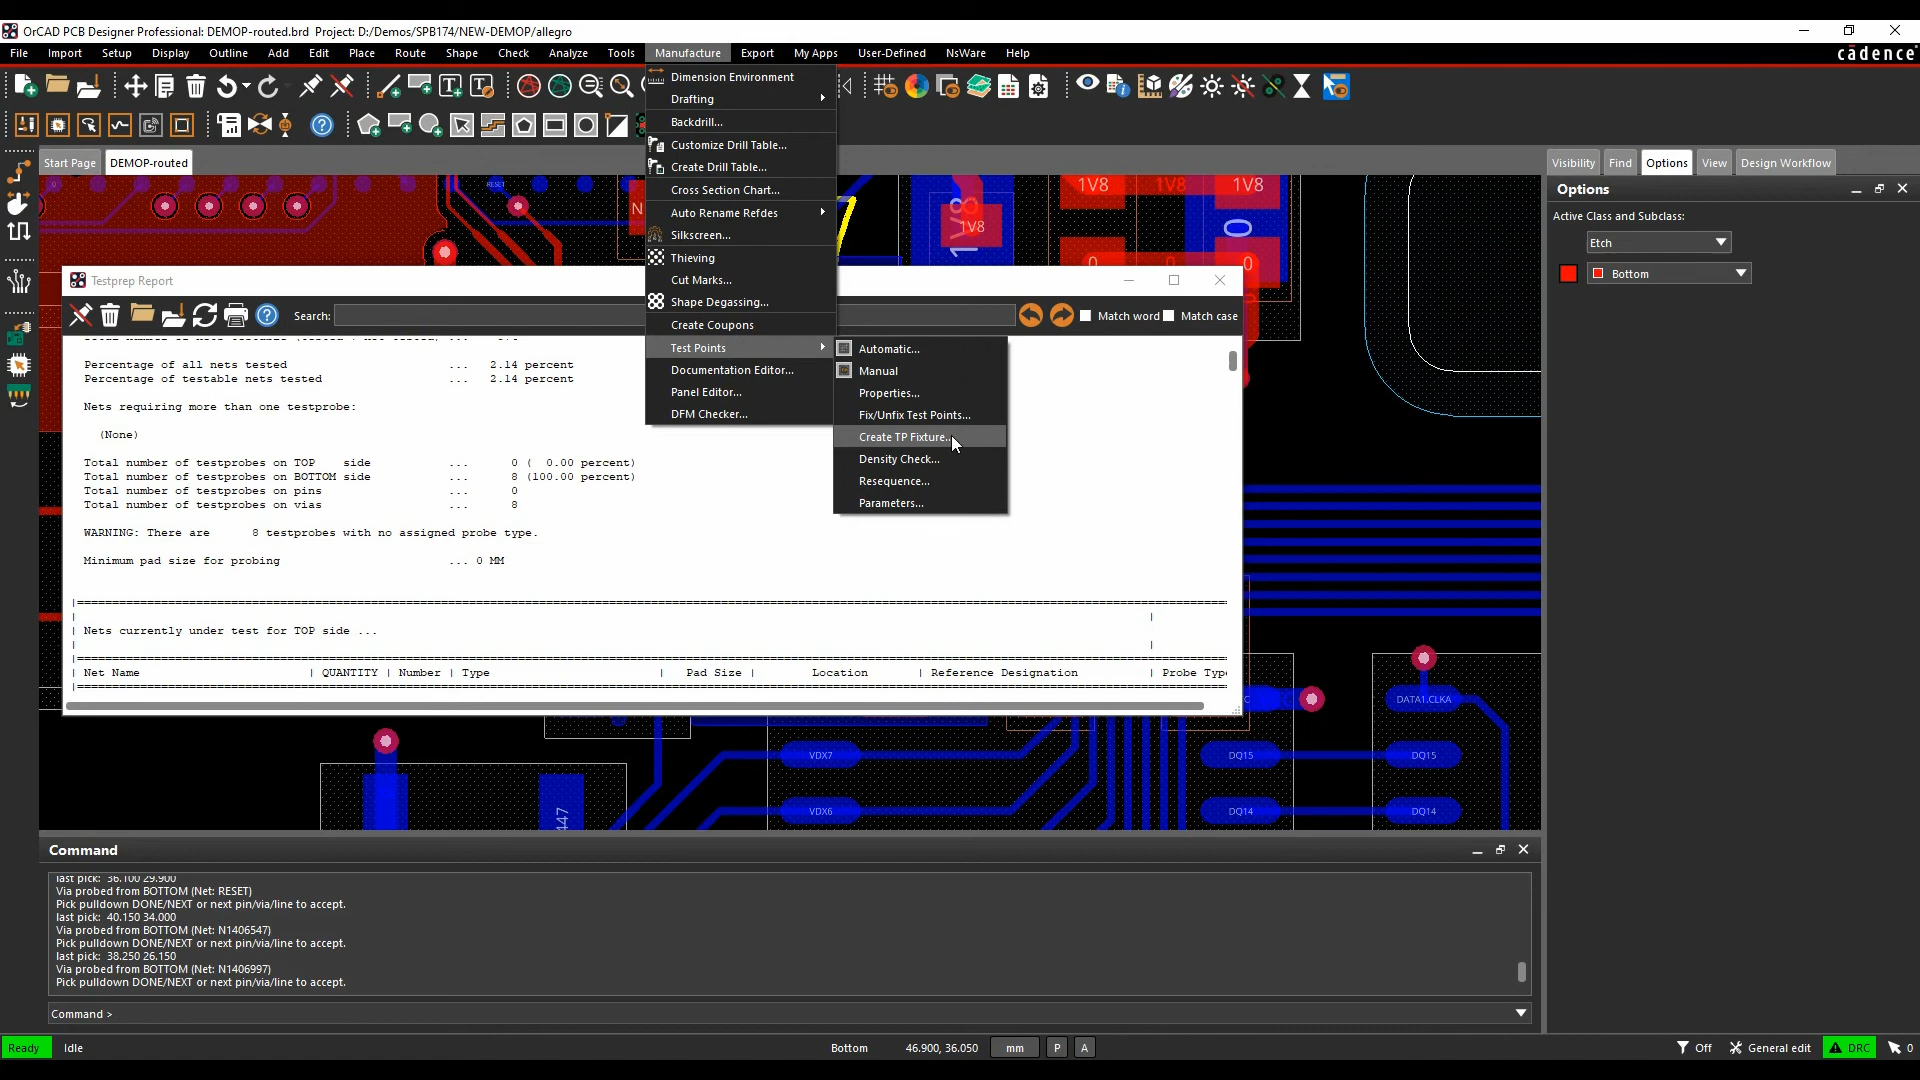 OrCAD PCB Designer Professional: DEMOP-routed.brd  Project: D:/Demos/SPB174/NEW-DEMOP/allegro
File Import Setup Display Outline Add Edit Place Route Shape Check Analyze Tools Manufacture Export My Apps User-Defined NsWare Help
cādence
Start Page DEMOP-routed
Dimension Environment
Drafting
Backdrill...
Customize Drill Table...
Create Drill Table...
Cross Section Chart...
Auto Rename Refdes
Silkscreen...
Thieving
Cut Marks...
Shape Degassing...
Create Coupons
Test Points
Documentation Editor...
Panel Editor...
DFM Checker...
Automatic...
Manual
Properties...
Fix/Unfix Test Points...
Create TP Fixture...
Density Check...
Resequence...
Parameters...
Visibility Find Options View Design Workflow
Options
Active Class and Subclass:
Etch
Bottom
RESET
N
1V8
1V8
1V8
1V8
1V8
0
0
0
Testprep Report
Search:
Match word
Match case
Percentage of all nets tested ... 2.14 percent
Percentage of testable nets tested ... 2.14 percent
Nets requiring more than one testprobe:
(None)
Total number of testprobes on TOP side ... 0 ( 0.00 percent)
Total number of testprobes on BOTTOM side ... 8 (100.00 percent)
Total number of testprobes on pins ... 0
Total number of testprobes on vias ... 8
WARNING: There are 8 testprobes with no assigned probe type.
Minimum pad size for probing ... 0 MM
Nets currently under test for TOP side ...
| Net Name | QUANTITY | Number | Type | Pad Size | Location | Reference Designation | Probe Type
DATA1.CLKA
VDX7
DQ15
DQ15
VDX6
DQ14
DQ14
447
Command
last pick: 36.100 29.900
Via probed from BOTTOM (Net: RESET)
Pick pulldown DONE/NEXT or next pin/via/line to accept.
last pick: 40.150 34.000
Via probed from BOTTOM (Net: N1406547)
Pick pulldown DONE/NEXT or next pin/via/line to accept.
last pick: 38.250 26.150
Via probed from BOTTOM (Net: N1406997)
Pick pulldown DONE/NEXT or next pin/via/line to accept.
Command >
Ready Idle Bottom 46.900, 36.050 mm P A Off General edit DRC 0